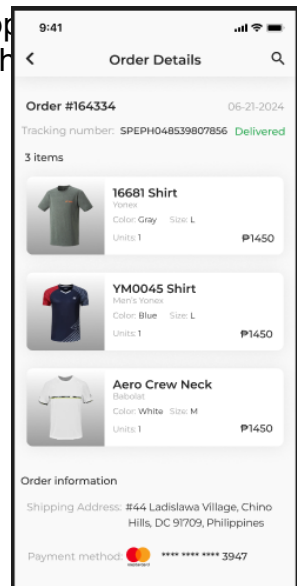 9:41
Order Details
Order #164334 06-21-2024
Tracking number: SPEPH048539807856 Delivered
3 items
16681 Shirt
Yonex
Color: Gray Size: L
Units: 1 ₱1450
YM0045 Shirt
Men's Yonex
Color: Blue Size: L
Units: 1 ₱1450
Aero Crew Neck
Babolat
Color: White Size: M
Units: 1 ₱1450
Order information
Shipping Address: #44 Ladislawa Village, Chino
Hills, DC 91709, Philippines
Payment method: mastercard **** **** **** 3947